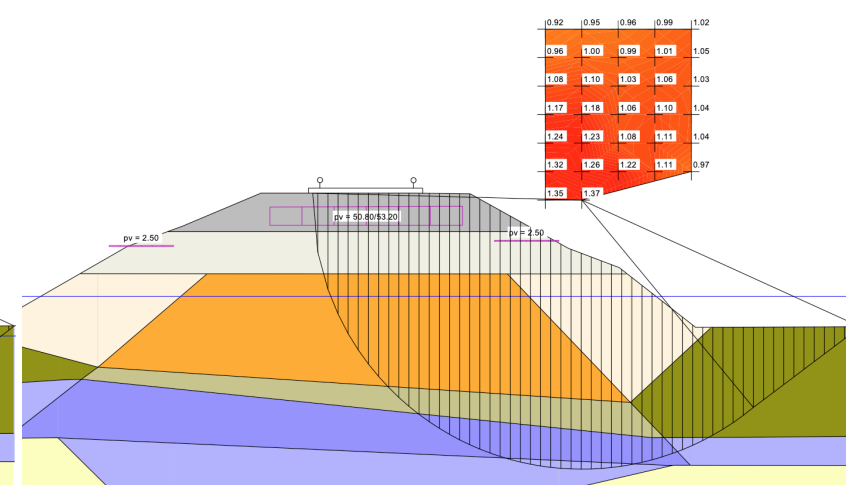 0.92 0.95 0.96 0.99 1.02
0.96 1.00 0.99 1.01 1.05
1.08 1.10 1.03 1.06 1.03
1.17 1.18 1.06 1.10 1.04
1.24 1.23 1.08 1.11 1.04
1.32 1.26 1.22 1.11 0.97
1.35 1.37
pv = 50.80/53.20
pv = 2.50
pv = 2.50